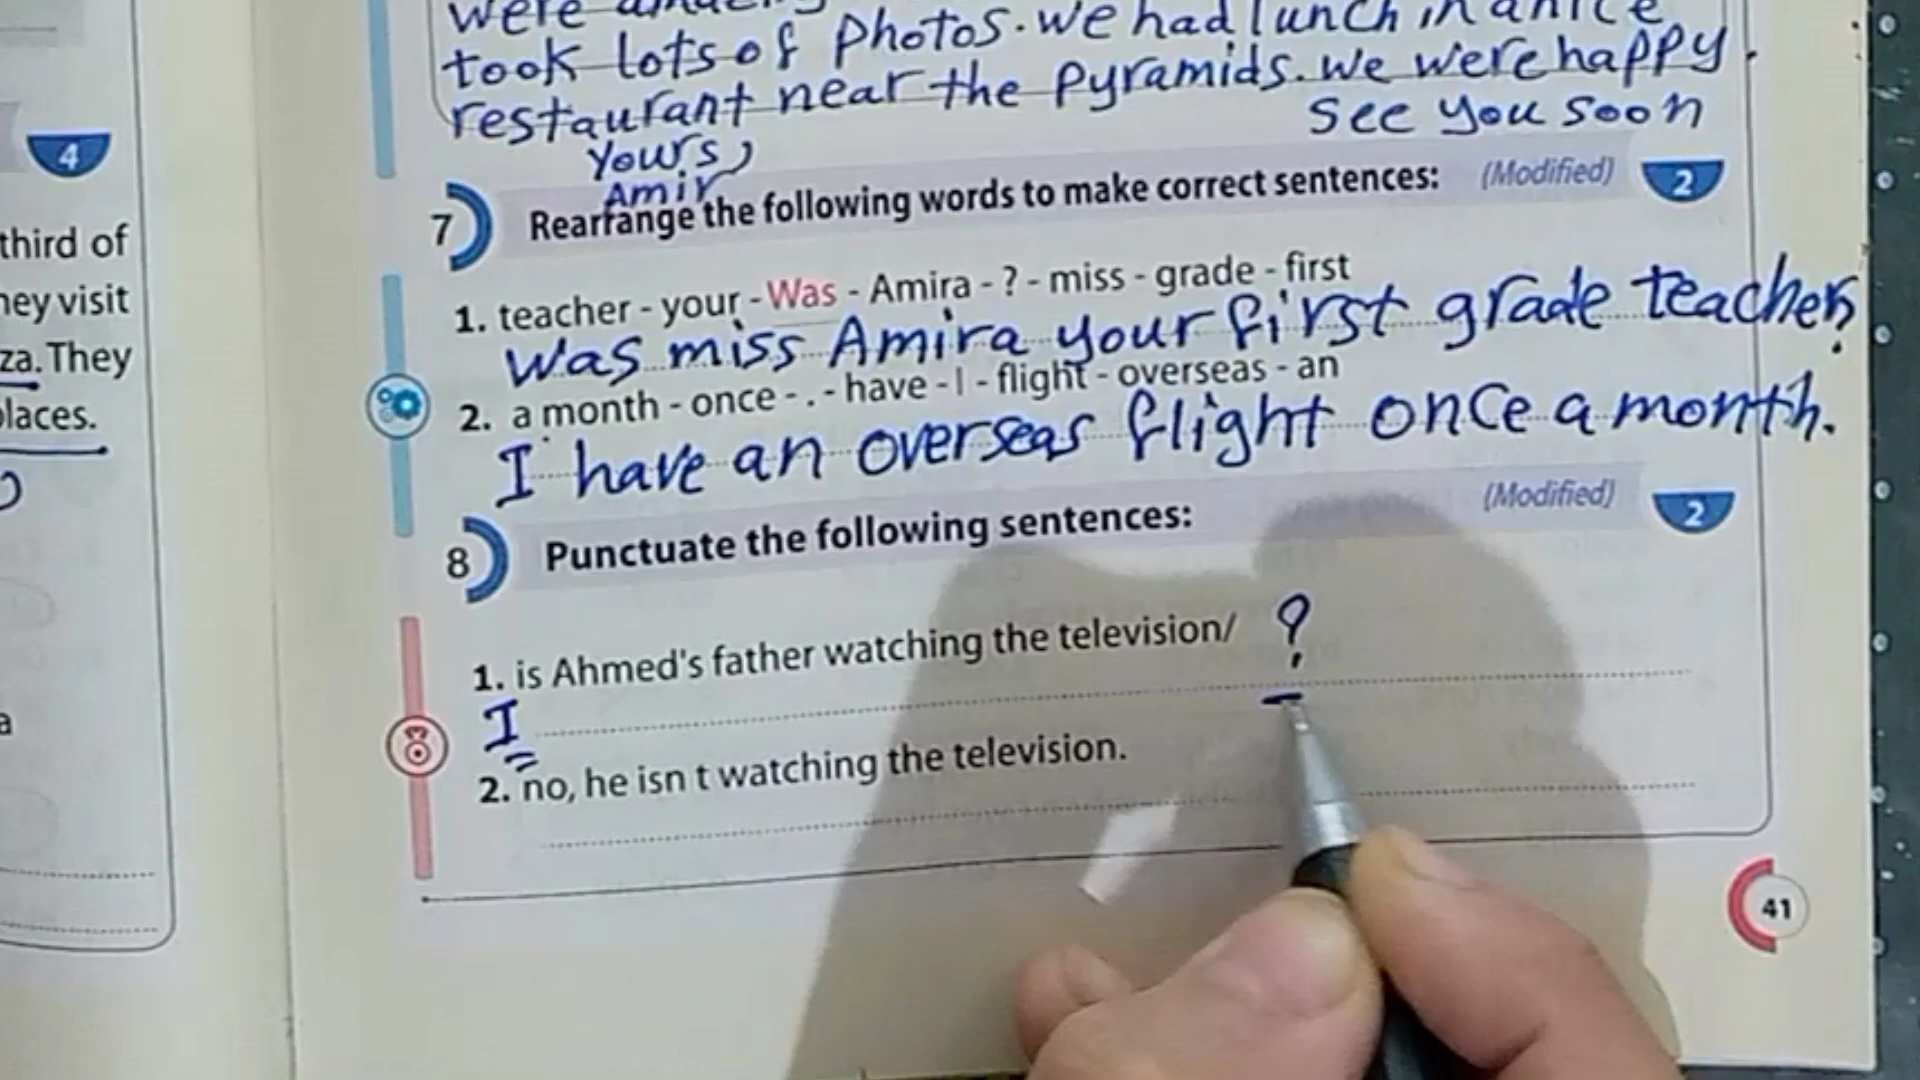 were
took lots of photos. we had lunch in a nice
restaurant near the pyramids. we were happy.
see you soon
yours,
Amir
4
third of
hey visit
za. They
places.
a
7 Rearrange the following words to make correct sentences: (Modified) 2
1. teacher - your - Was - Amira - ? - miss - grade - first
was miss Amira your first grade teacher?
2. a month - once - . - have - I - flight - overseas - an
I have an overseas flight once a month.
8 Punctuate the following sentences: (Modified) 2
1. is Ahmed's father watching the television/ ?
I
2. no, he isn t watching the television.
41